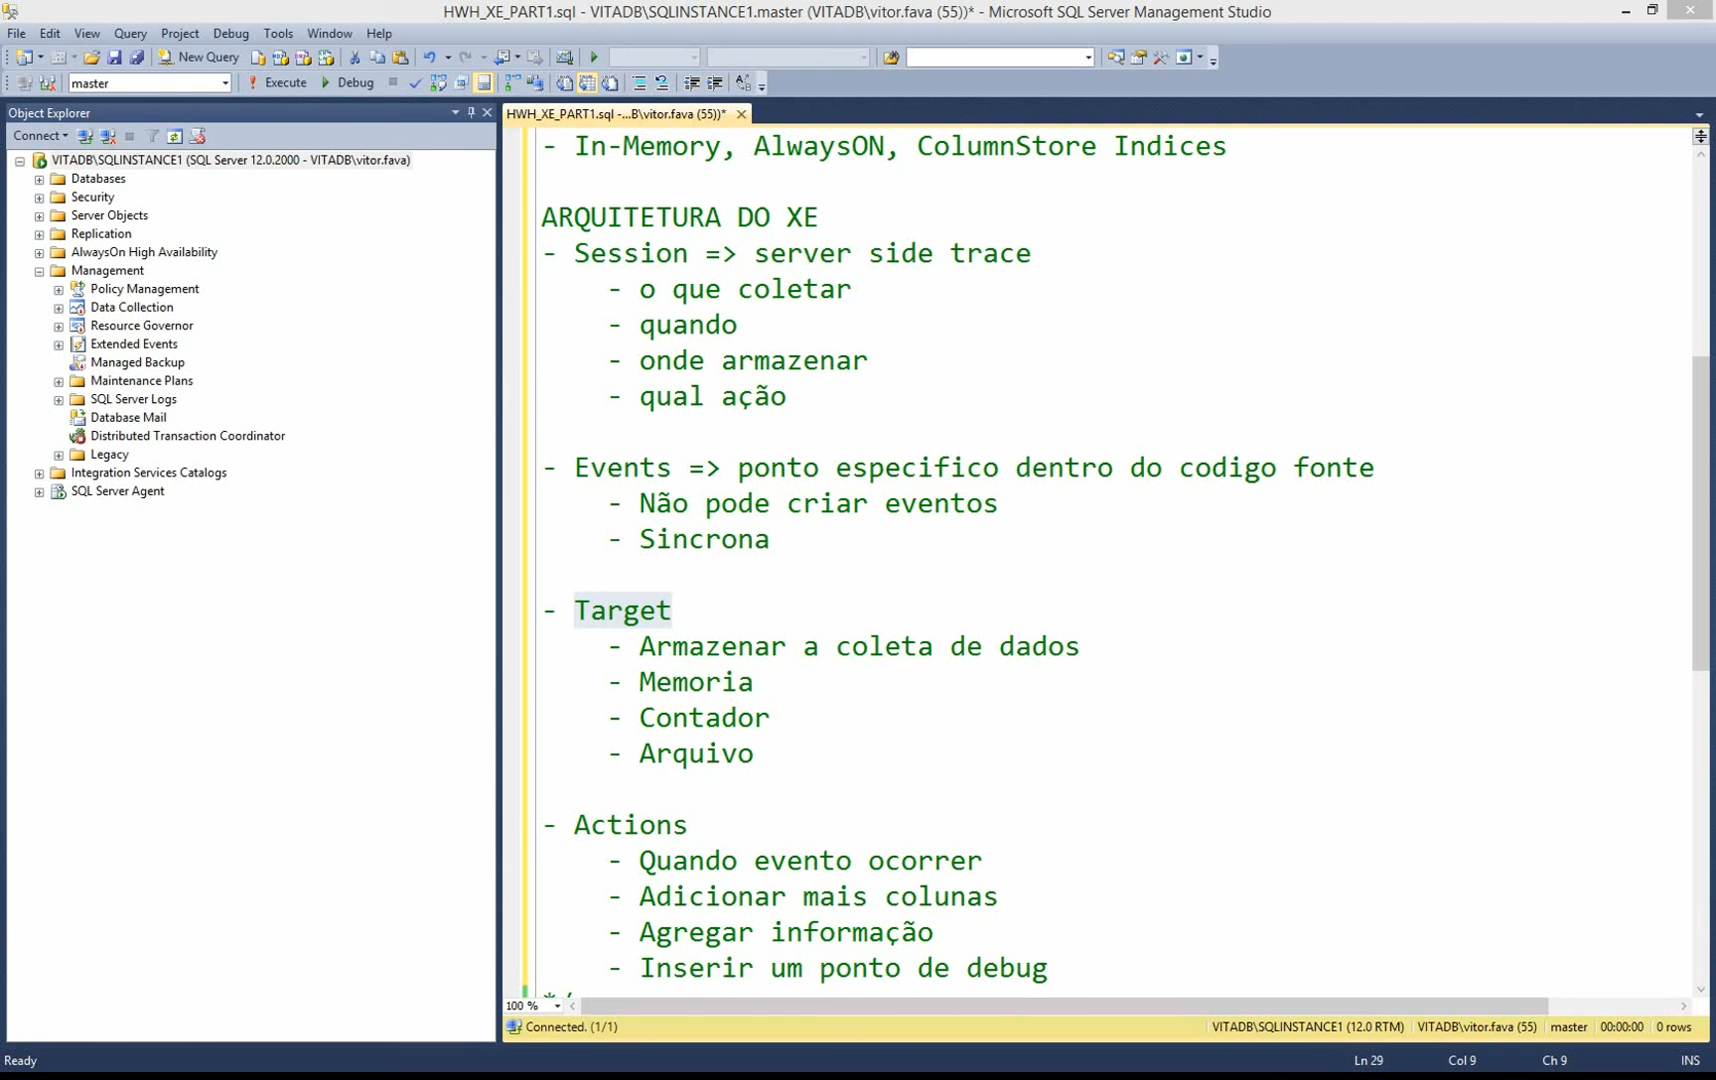 HWH_XE_PART1.sql - VITADB\SQLINSTANCE1.master (VITADB\vitor.fava (55))* - Microsoft SQL Server Management Studio
File Edit View Query Project Debug Tools Window Help
New Query
master Execute Debug
Object Explorer
Connect
VITADB\SQLINSTANCE1 (SQL Server 12.0.2000 - VITADB\vitor.fava)
Databases
Security
Server Objects
Replication
AlwaysOn High Availability
Management
Policy Management
Data Collection
Resource Governor
Extended Events
Managed Backup
Maintenance Plans
SQL Server Logs
Database Mail
Distributed Transaction Coordinator
Legacy
Integration Services Catalogs
SQL Server Agent
HWH_XE_PART1.sql -...B\vitor.fava (55))*
- In-Memory, AlwaysON, ColumnStore Indices
ARQUITETURA DO XE
- Session => server side trace
- o que coletar
- quando
- onde armazenar
- qual ação
- Events => ponto especifico dentro do codigo fonte
- Não pode criar eventos
- Sincrona
- Target
- Armazenar a coleta de dados
- Memoria
- Contador
- Arquivo
- Actions
- Quando evento ocorrer
- Adicionar mais colunas
- Agregar informação
- Inserir um ponto de debug
*/
100 %
Connected. (1/1) VITADB\SQLINSTANCE1 (12.0 RTM) VITADB\vitor.fava (55) master 00:00:00 0 rows
Ready Ln 29 Col 9 Ch 9 INS